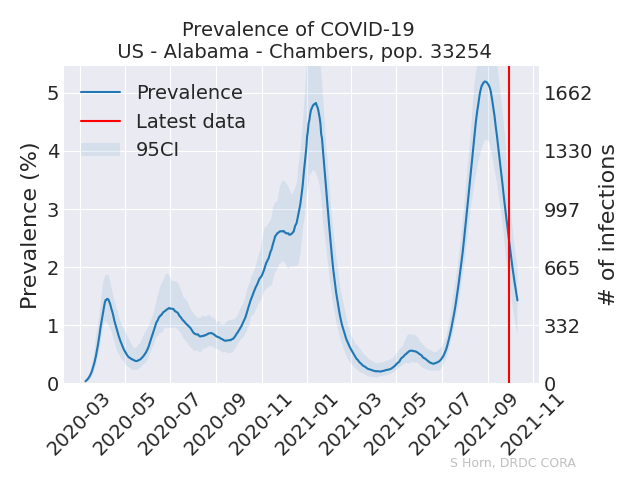 Prevalence of COVID-19
US - Alabama - Chambers, pop. 33254
Prevalence
Latest data
95CI
Prevalence (%)
5
4
3
2
1
0
1662
1330
997
665
332
0
# of infections
2020-03
2020-05
2020-07
2020-09
2020-11
2021-01
2021-03
2021-05
2021-07
2021-09
2021-11
S Horn, DRDC CORA